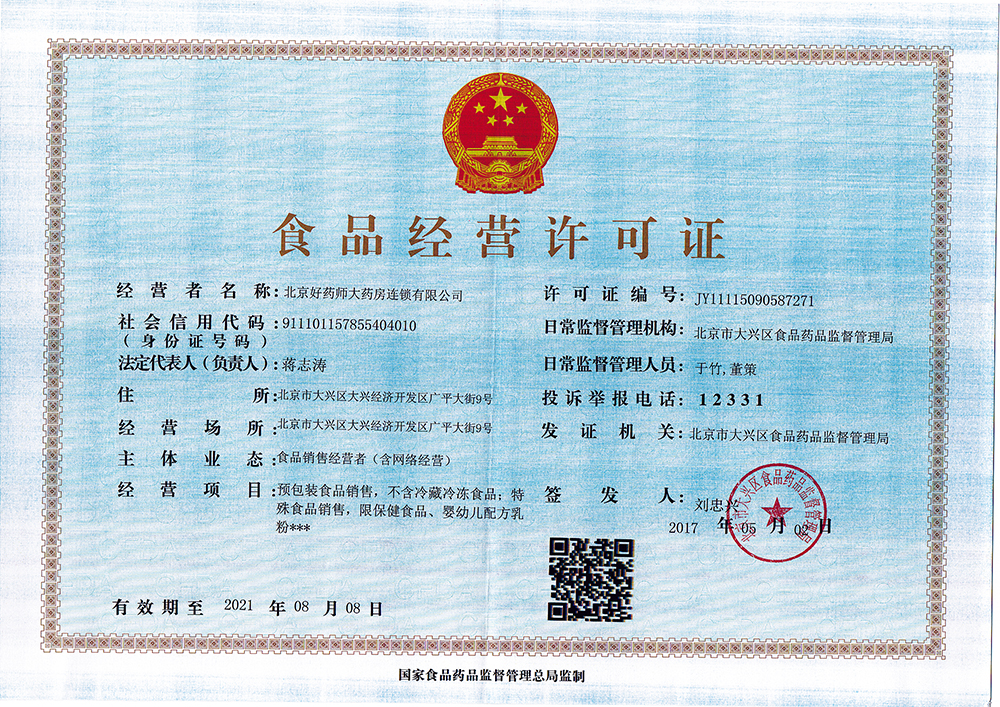 食品经营许可证
经营者名称：北京好药师大药房连锁有限公司
社会信用代码：911101157855404010
（身份证号码）
法定代表人（负责人）：蒋志涛
住所：北京市大兴区大兴经济开发区广平大街9号
经营场所：北京市大兴区大兴经济开发区广平大街9号
主体业态：食品销售经营者（含网络经营）
经营项目：预包装食品销售，不含冷藏冷冻食品；特
殊食品销售，限保健食品、婴幼儿配方乳
粉***
有效期至 2021 年 08 月 08 日
许可证编号：JY11115090587271
日常监督管理机构：北京市大兴区食品药品监督管理局
日常监督管理人员：于竹,董策
投诉举报电话：12331
发证机关：北京市大兴区食品药品监督管理局
签发人：刘忠兴
2017 年 05 月 02 日
北京市大兴区食品药品监督管理局
国家食品药品监督管理总局监制